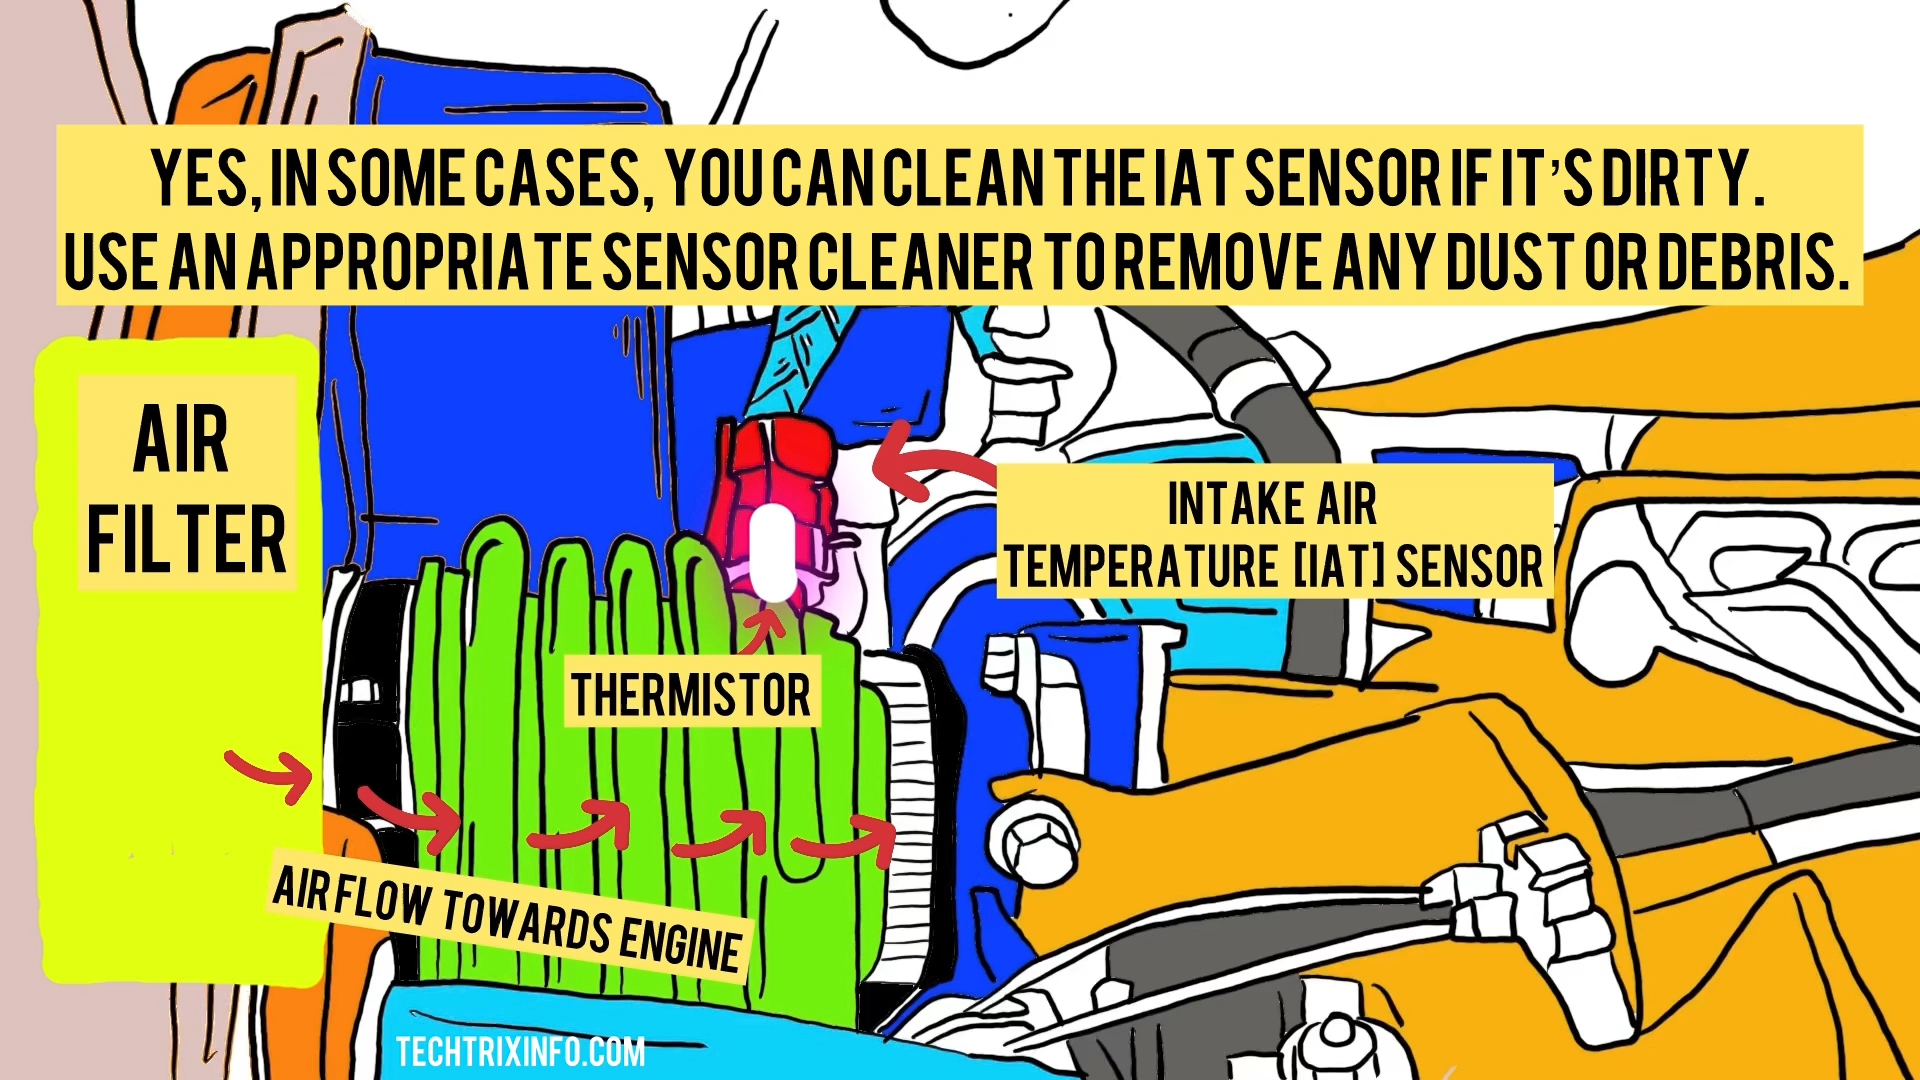 YES, IN SOME CASES, YOU CAN CLEAN THE IAT SENSOR IF IT'S DIRTY.
USE AN APPROPRIATE SENSOR CLEANER TO REMOVE ANY DUST OR DEBRIS.
AIR
FILTER
INTAKE AIR
TEMPERATURE [IAT] SENSOR
THERMISTOR
AIR FLOW TOWARDS ENGINE
TECHTRIXINFO.COM